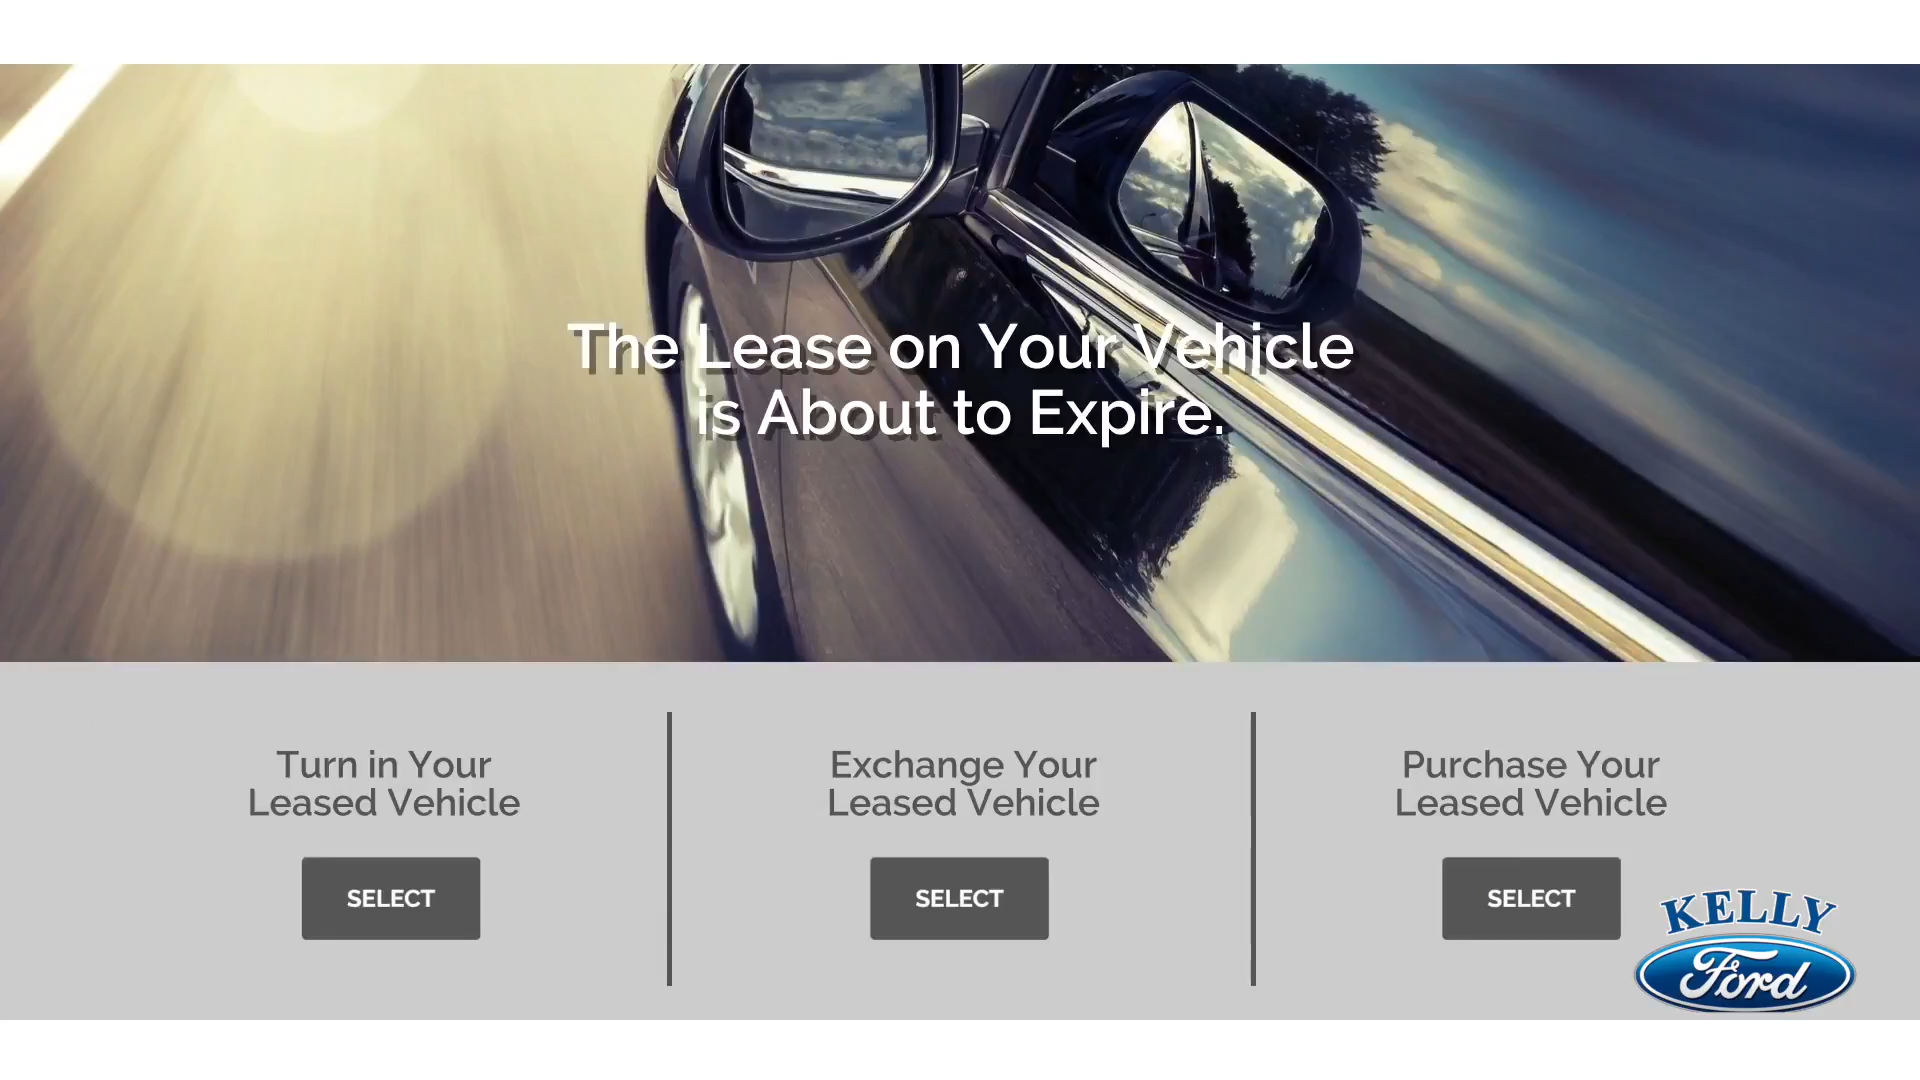 The Lease on Your Vehicle
is About to Expire.
Turn in Your
Leased Vehicle
SELECT
Exchange Your
Leased Vehicle
SELECT
Purchase Your
Leased Vehicle
SELECT
KELLY
Ford